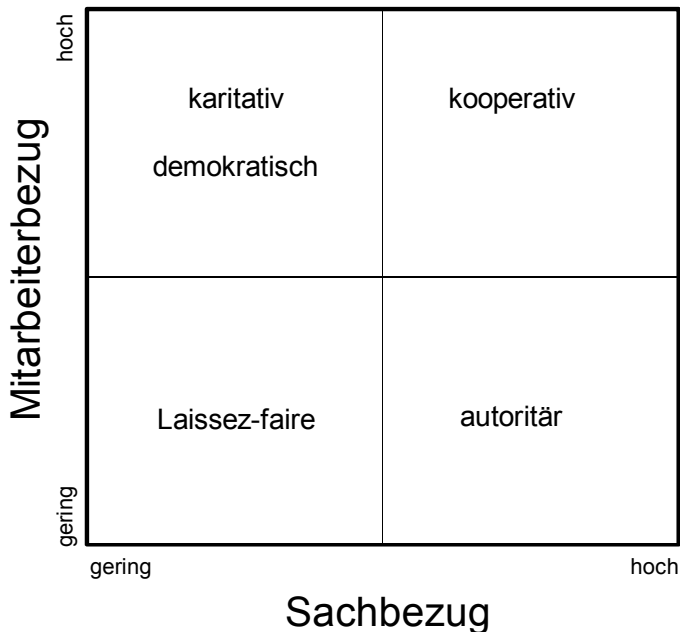 hoch
karitativ
kooperativ
demokratisch
Mitarbeiterbezug
Laissez-faire
autoritär
gering
gering
hoch
Sachbezug